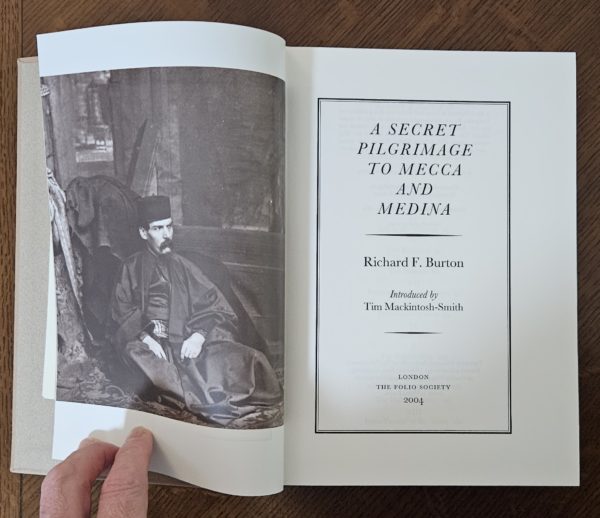 A SECRET
PILGRIMAGE
TO MECCA
AND
MEDINA
Richard F. Burton
Introduced by
Tim Mackintosh-Smith
LONDON
THE FOLIO SOCIETY
2004